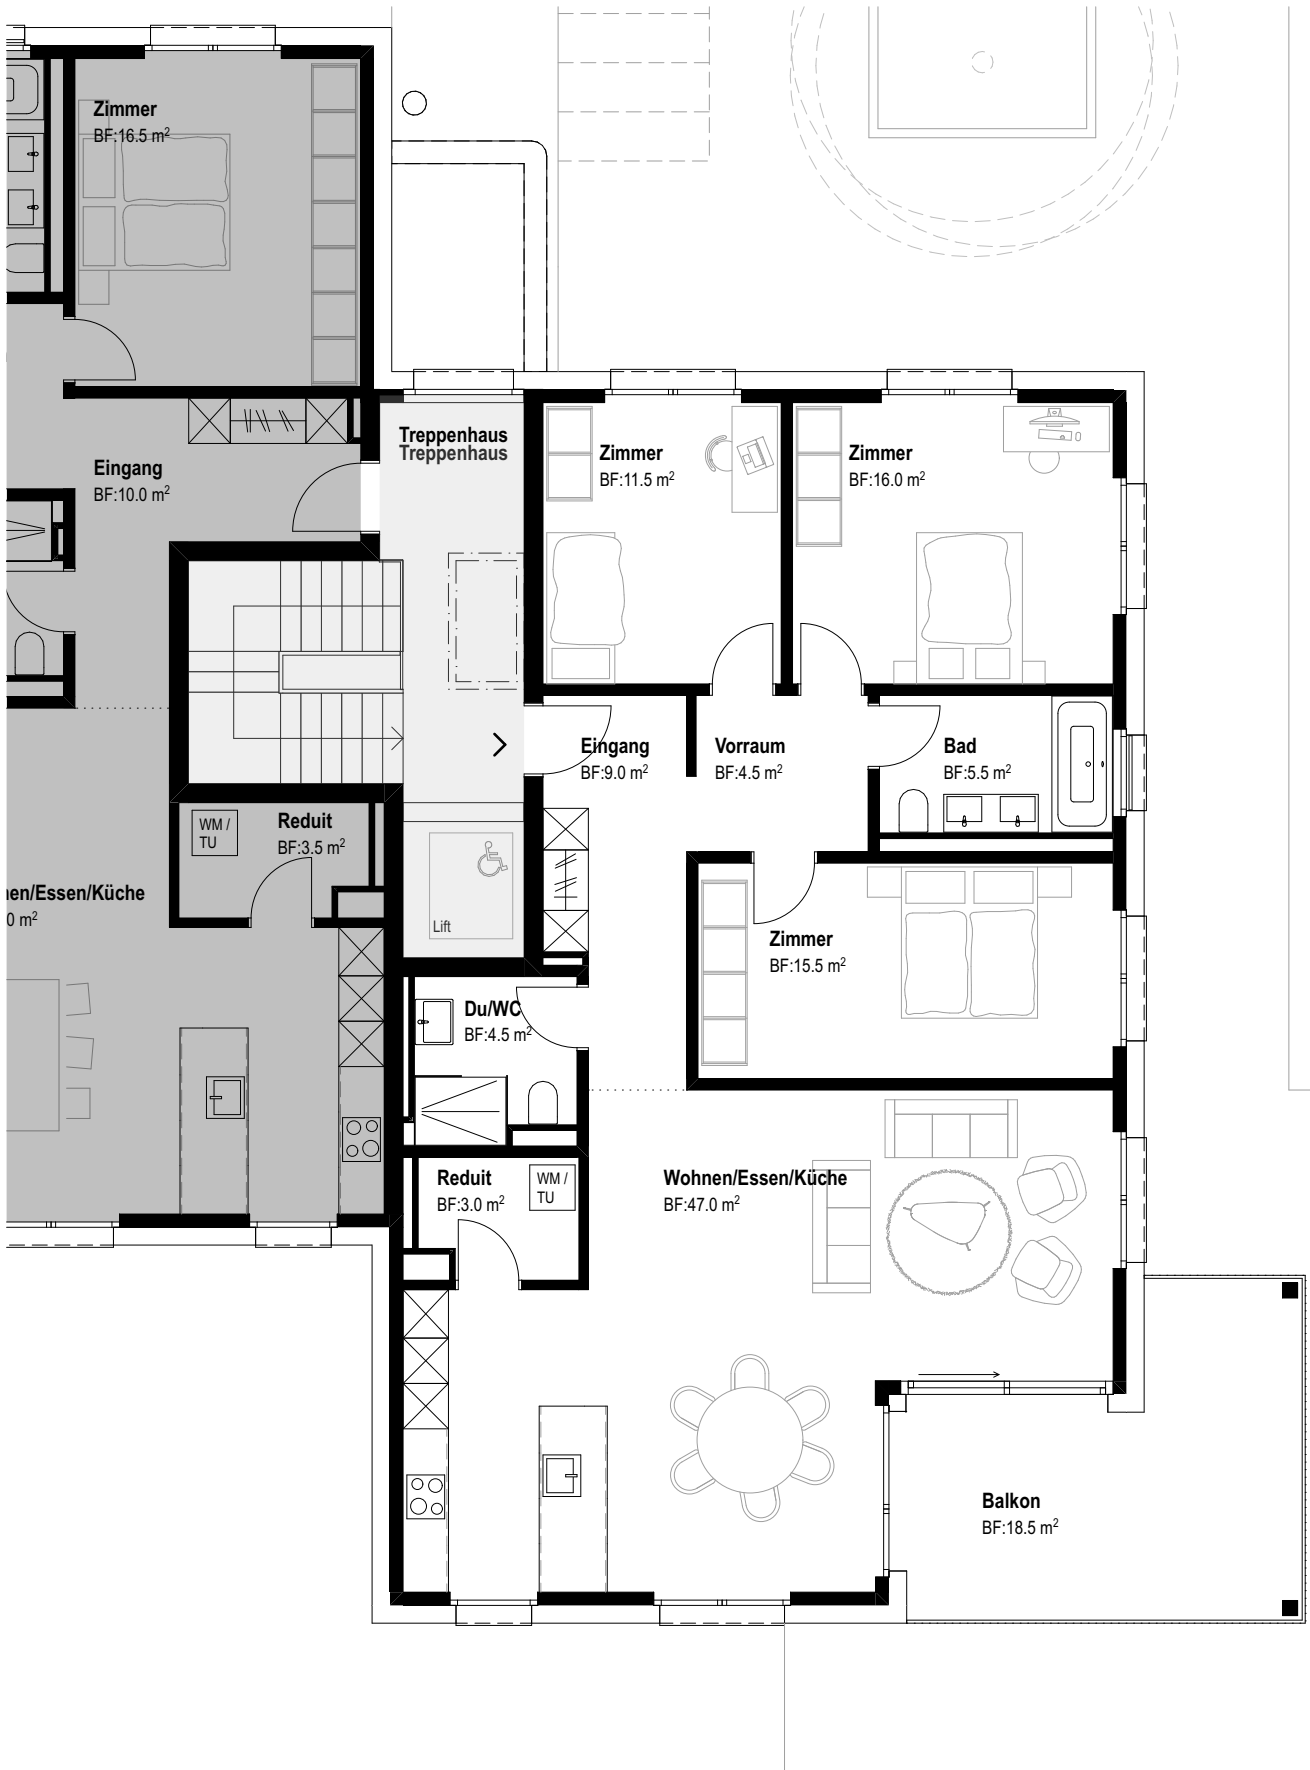 Zimmer
BF:16.5 m²
Treppenhaus
Treppenhaus
Zimmer
BF:11.5 m²
Zimmer
BF:16.0 m²
Eingang
BF:10.0 m²
Eingang
BF:9.0 m²
Vorraum
BF:4.5 m²
Bad
BF:5.5 m²
WM /
TU
Reduit
BF:3.5 m²
nen/Essen/Küche
0 m²
Lift
Zimmer
BF:15.5 m²
Du/WC
BF:4.5 m²
Reduit
BF:3.0 m²
WM /
TU
Wohnen/Essen/Küche
BF:47.0 m²
Balkon
BF:18.5 m²